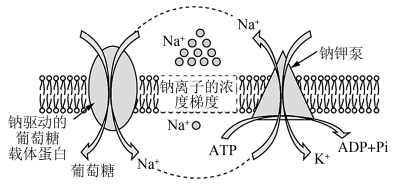 Na⁺
Na⁺
钠钾泵
钠离子的浓
度梯度
钠驱动的
葡萄糖
载体蛋白
Na⁺
葡萄糖
Na⁺
ATP
K⁺
ADP+Pi